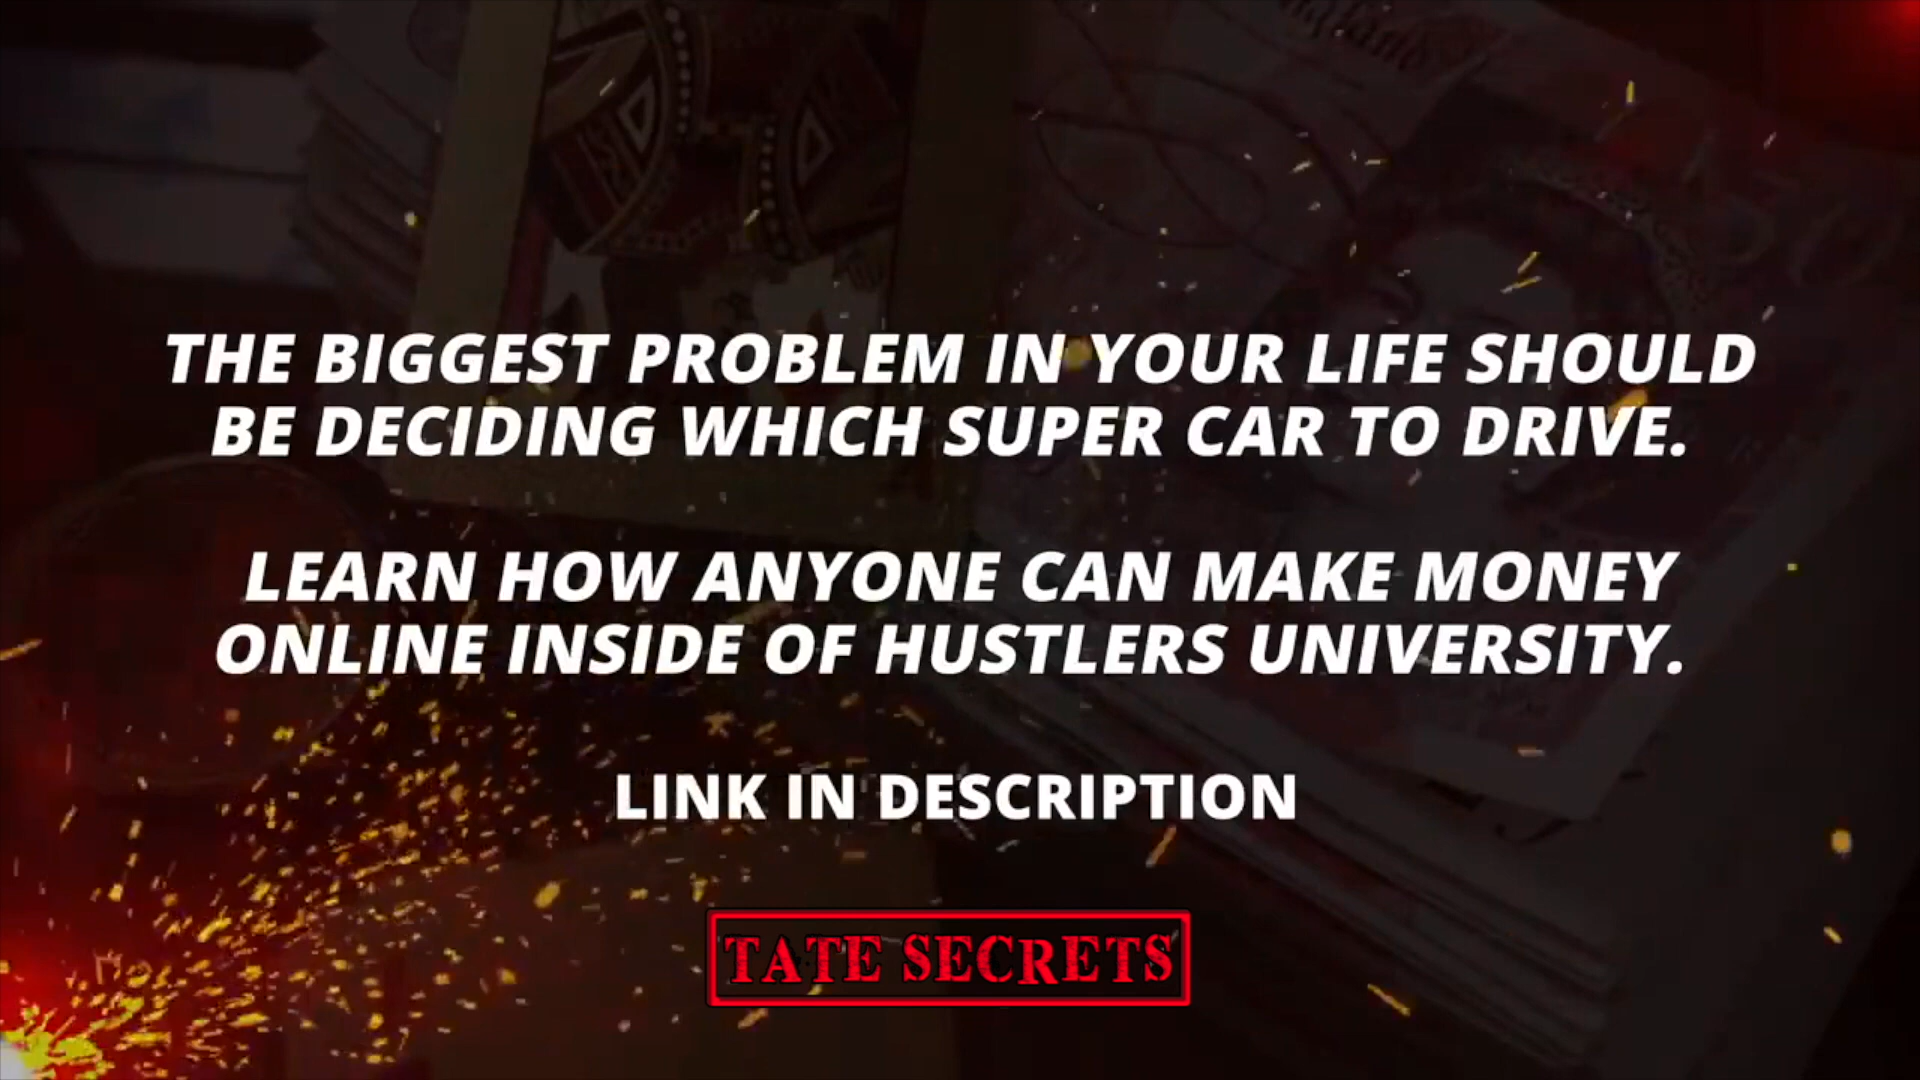 THE BIGGEST PROBLEM IN YOUR LIFE SHOULD
BE DECIDING WHICH SUPER CAR TO DRIVE.
LEARN HOW ANYONE CAN MAKE MONEY
ONLINE INSIDE OF HUSTLERS UNIVERSITY.
LINK IN DESCRIPTION
TATE SECRETS